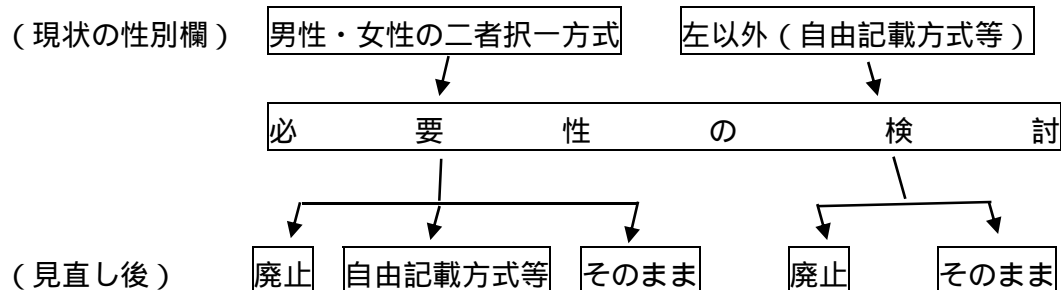 （現状の性別欄） 男性・女性の二者択一方式 左以外（自由記載方式等）
必要性の検討
（見直し後） 廃止 自由記載方式等 そのまま 廃止 そのまま